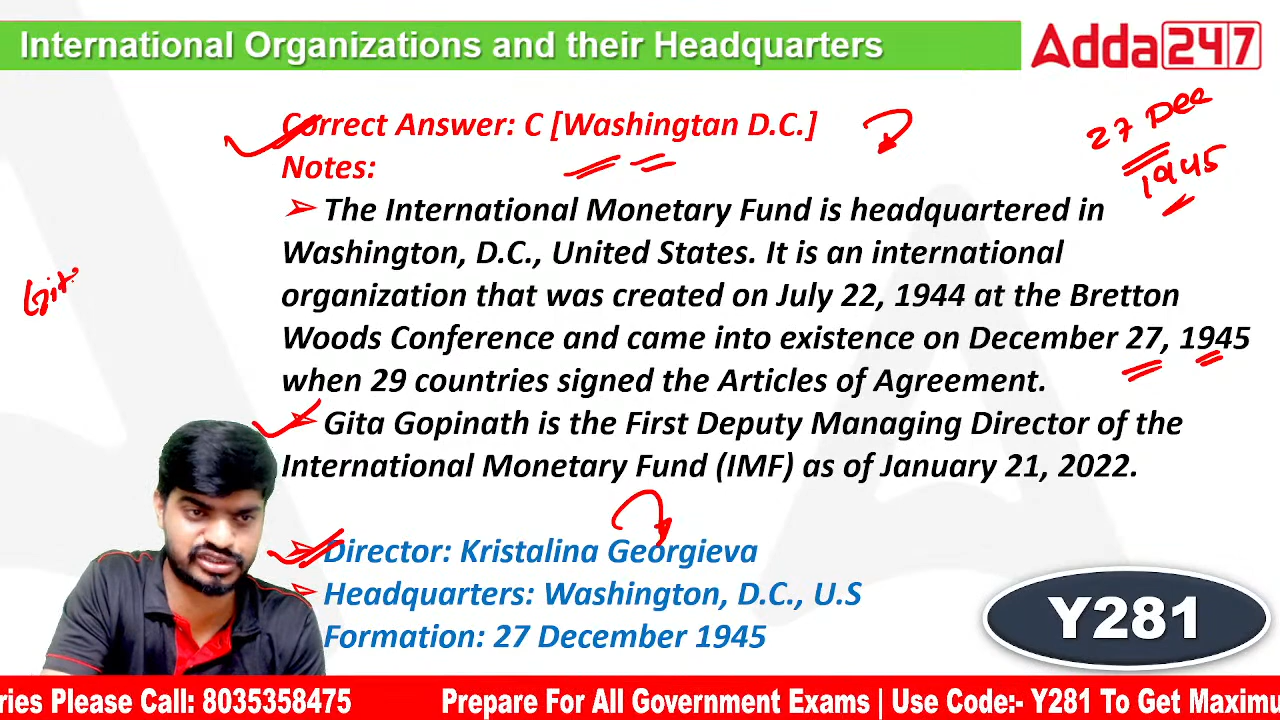 International Organizations and their Headquarters
Adda247
Correct Answer: C [Washingtan D.C.]
27 Dec
1945
Notes:
➢ The International Monetary Fund is headquartered in
Washington, D.C., United States. It is an international
organization that was created on July 22, 1944 at the Bretton
Woods Conference and came into existence on December 27, 1945
when 29 countries signed the Articles of Agreement.
Git
➢ Gita Gopinath is the First Deputy Managing Director of the
International Monetary Fund (IMF) as of January 21, 2022.
➢ Director: Kristalina Georgieva
➢ Headquarters: Washington, D.C., U.S
Formation: 27 December 1945
Y281
ries Please Call: 8035358475 Prepare For All Government Exams | Use Code:- Y281 To Get Maximu